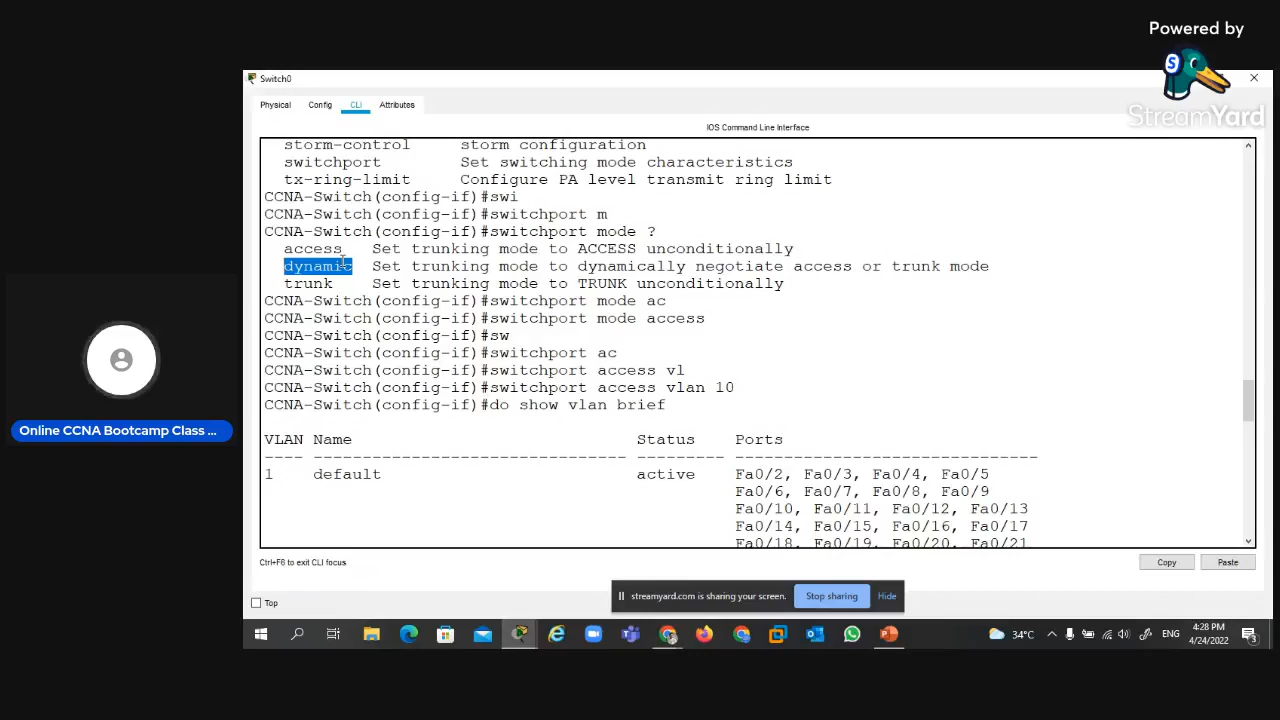 Powered by
StreamYard
Switch0
Physical Config CLI Attributes
IOS Command Line Interface
storm-control storm configuration
switchport Set switching mode characteristics
tx-ring-limit Configure PA level transmit ring limit
CCNA-Switch(config-if)#swi
CCNA-Switch(config-if)#switchport m
CCNA-Switch(config-if)#switchport mode ?
access Set trunking mode to ACCESS unconditionally
dynamic Set trunking mode to dynamically negotiate access or trunk mode
trunk Set trunking mode to TRUNK unconditionally
CCNA-Switch(config-if)#switchport mode ac
CCNA-Switch(config-if)#switchport mode access
CCNA-Switch(config-if)#sw
CCNA-Switch(config-if)#switchport ac
CCNA-Switch(config-if)#switchport access vl
CCNA-Switch(config-if)#switchport access vlan 10
CCNA-Switch(config-if)#do show vlan brief
VLAN Name Status Ports
---- -------------------------------- --------- -------------------------------
1 default active Fa0/2, Fa0/3, Fa0/4, Fa0/5
Fa0/6, Fa0/7, Fa0/8, Fa0/9
Fa0/10, Fa0/11, Fa0/12, Fa0/13
Fa0/14, Fa0/15, Fa0/16, Fa0/17
Fa0/18, Fa0/19, Fa0/20, Fa0/21
Online CCNA Bootcamp Class ...
Ctrl+F6 to exit CLI focus
Copy Paste
streamyard.com is sharing your screen. Stop sharing Hide
Top
34°C ENG 4:28 PM
4/24/2022
3